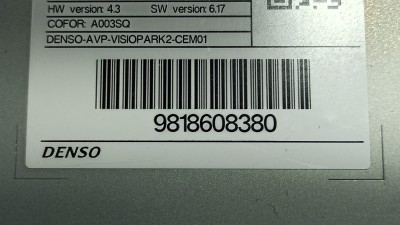 HW version: 4.3 SW version: 6.17
COFOR: A003SQ
DENSO-AVP-VISIOPARK2-CEM01
9818608380
DENSO